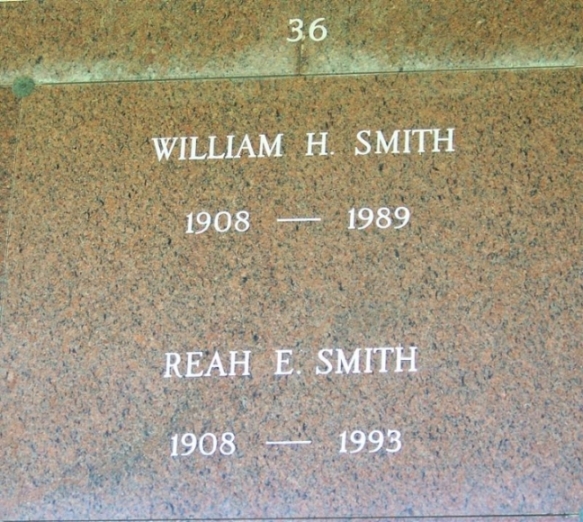 36
WILLIAM H. SMITH
1908 — 1989
REAH E. SMITH
1908 — 1993